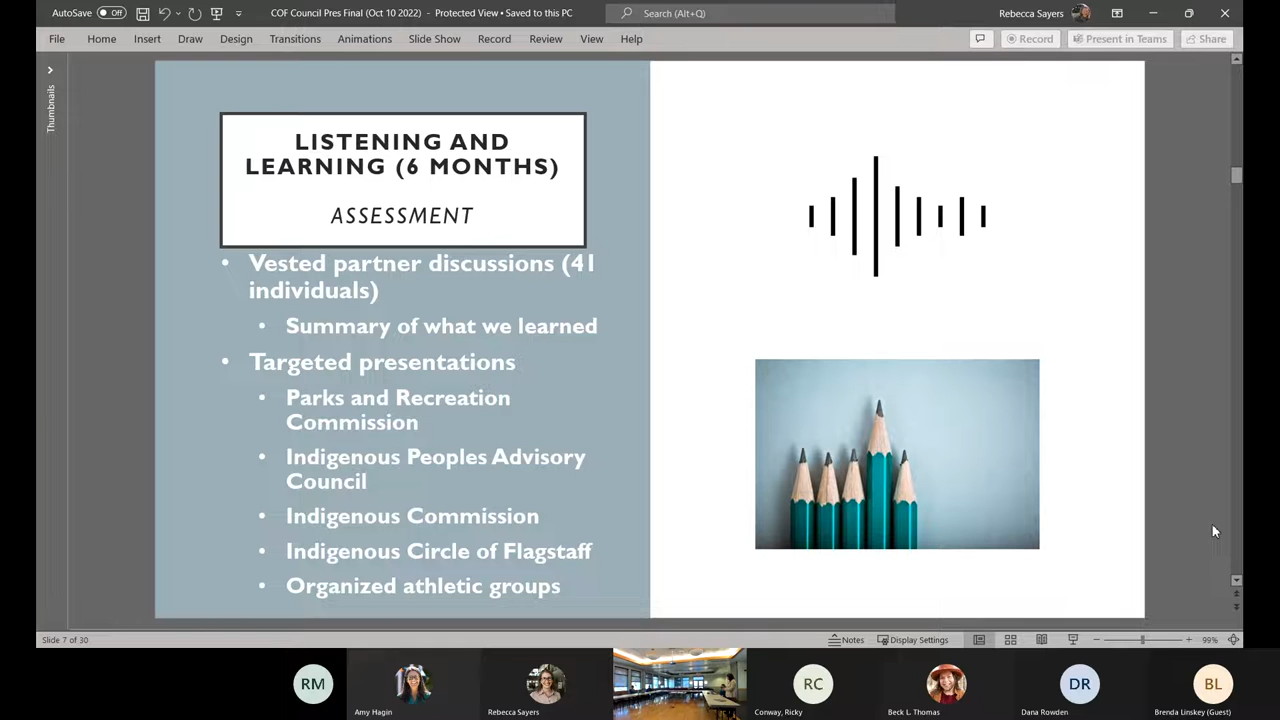 AutoSave Off
COF Council Pres Final (Oct 10 2022) - Protected View • Saved to this PC
Search (Alt+Q)
Rebecca Sayers
File Home Insert Draw Design Transitions Animations Slide Show Record Review View Help
Record Present in Teams Share
Thumbnails
LISTENING AND
LEARNING (6 MONTHS)
ASSESSMENT
• Vested partner discussions (41
individuals)
• Summary of what we learned
• Targeted presentations
• Parks and Recreation
Commission
• Indigenous Peoples Advisory
Council
• Indigenous Commission
• Indigenous Circle of Flagstaff
• Organized athletic groups
Slide 7 of 30
Notes Display Settings 99%
RM RC DR BL
Amy Hagin Rebecca Sayers Conway, Ricky Beck L. Thomas Dana Rowden Brenda Linskey (Guest)